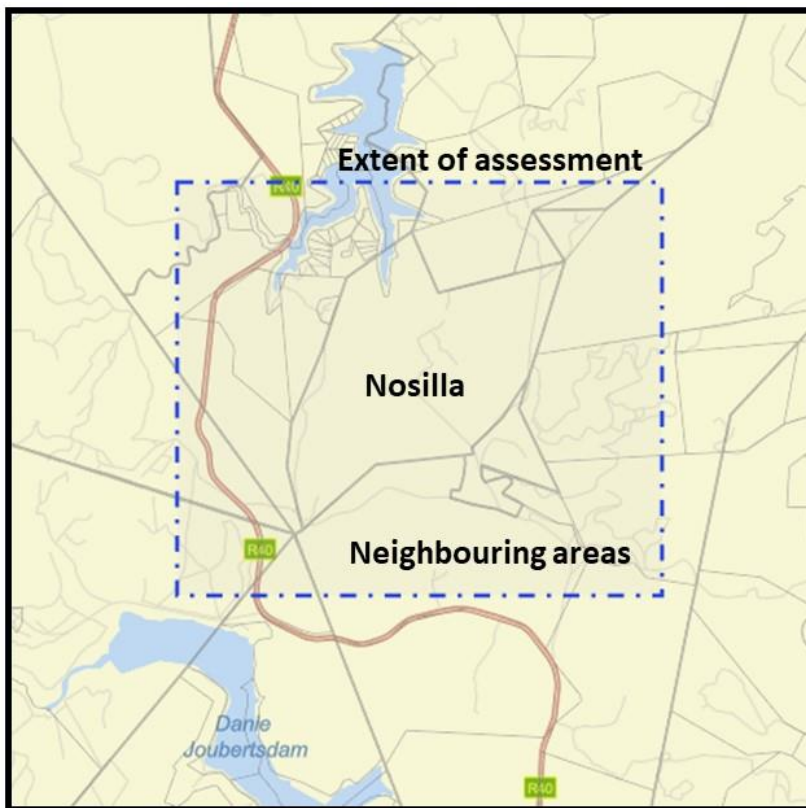 Extent of assessment
R40
Nosilla
R40
Neighbouring areas
Danie
Joubertsdam
R40